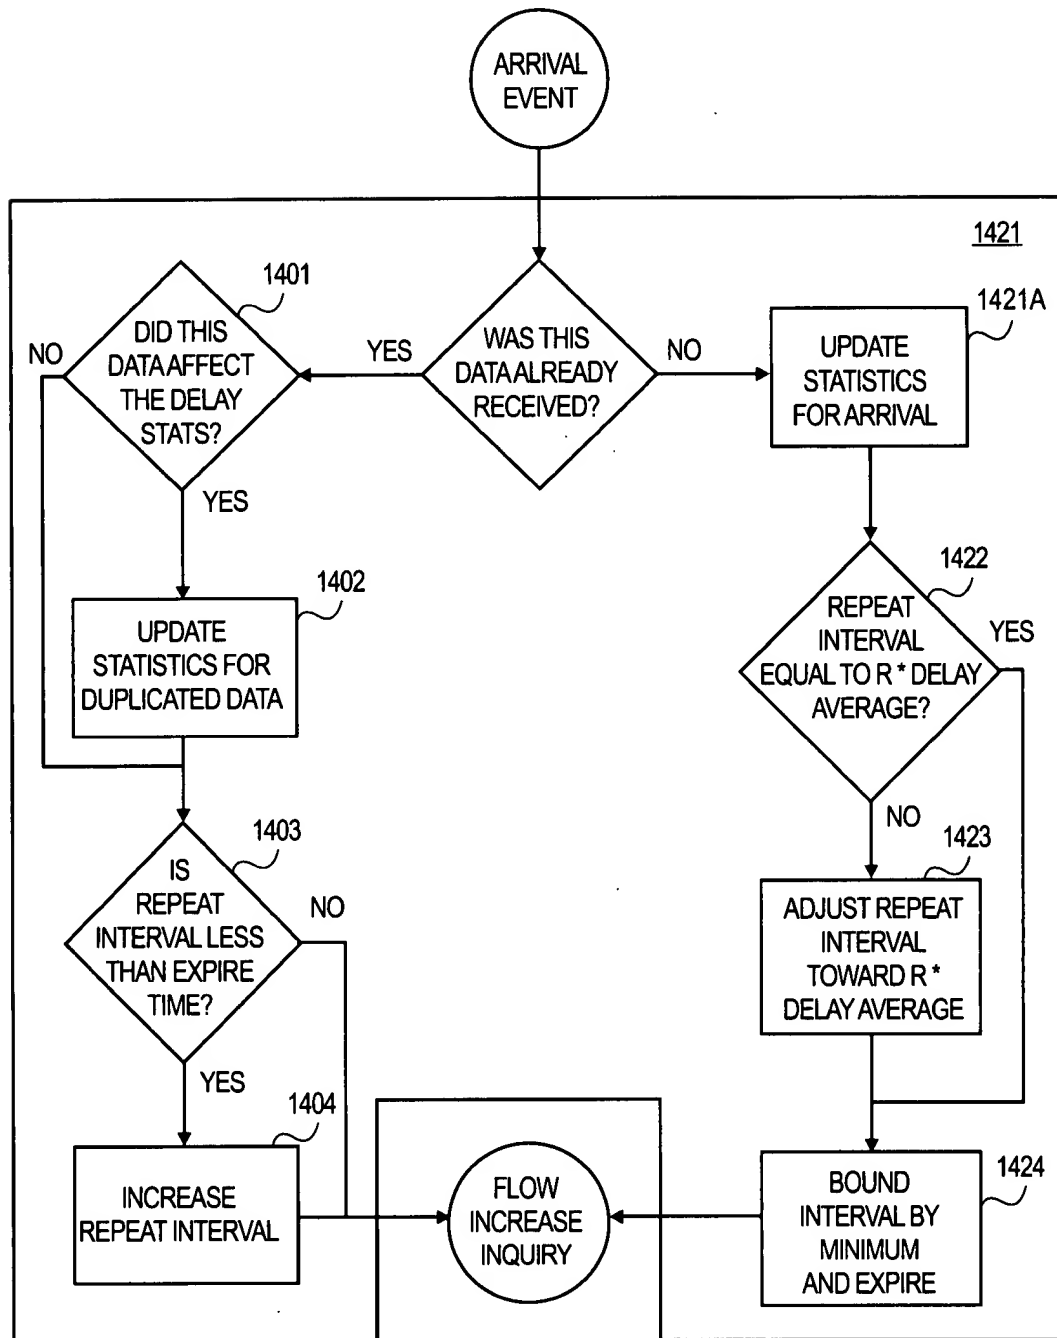 ARRIVAL
EVENT
1421
1401
DID THIS
DATA AFFECT
THE DELAY
STATS?
NO
YES
YES
WAS THIS
DATA ALREADY
RECEIVED?
NO
1421A
UPDATE
STATISTICS
FOR ARRIVAL
1402
UPDATE
STATISTICS FOR
DUPLICATED DATA
1422
REPEAT
INTERVAL
EQUAL TO R * DELAY
AVERAGE?
YES
NO
1403
IS
REPEAT
INTERVAL LESS
THAN EXPIRE
TIME?
NO
YES
1423
ADJUST REPEAT
INTERVAL
TOWARD R *
DELAY AVERAGE
1404
INCREASE
REPEAT INTERVAL
FLOW
INCREASE
INQUIRY
1424
BOUND
INTERVAL BY
MINIMUM
AND EXPIRE